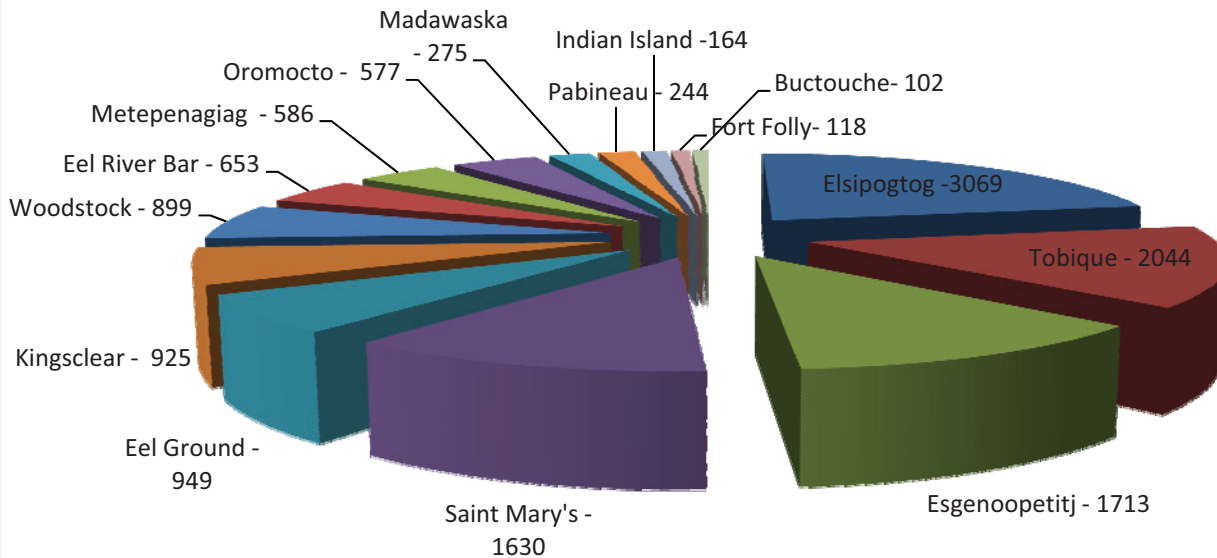 Madawaska
- 275
Indian Island -164
Oromocto - 577
Pabineau - 244
Buctouche- 102
Metepenagiag - 586
Fort Folly- 118
Eel River Bar - 653
Elsipogtog -3069
Woodstock - 899
Tobique - 2044
Kingsclear - 925
Eel Ground -
949
Saint Mary's -
1630
Esgenoopetitj - 1713